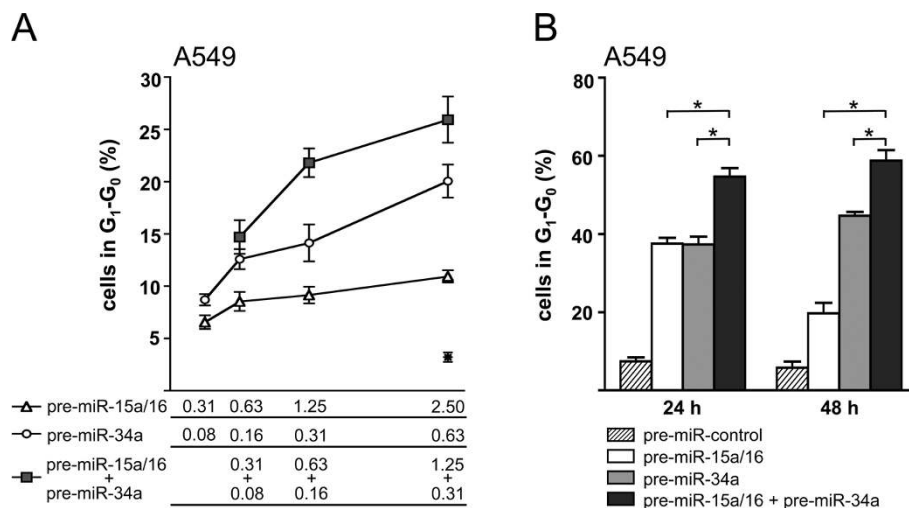 A
A549
cells in G1-G0 (%)
30
25
20
15
10
5
pre-miR-15a/16 0.31 0.63 1.25 2.50
pre-miR-34a 0.08 0.16 0.31 0.63
pre-miR-15a/16 0.31 0.63 1.25
+ + + +
pre-miR-34a 0.08 0.16 0.31
B
A549
cells in G1-G0 (%)
80
60
40
20
0
* *
* *
24 h 48 h
pre-miR-control
pre-miR-15a/16
pre-miR-34a
pre-miR-15a/16 + pre-miR-34a